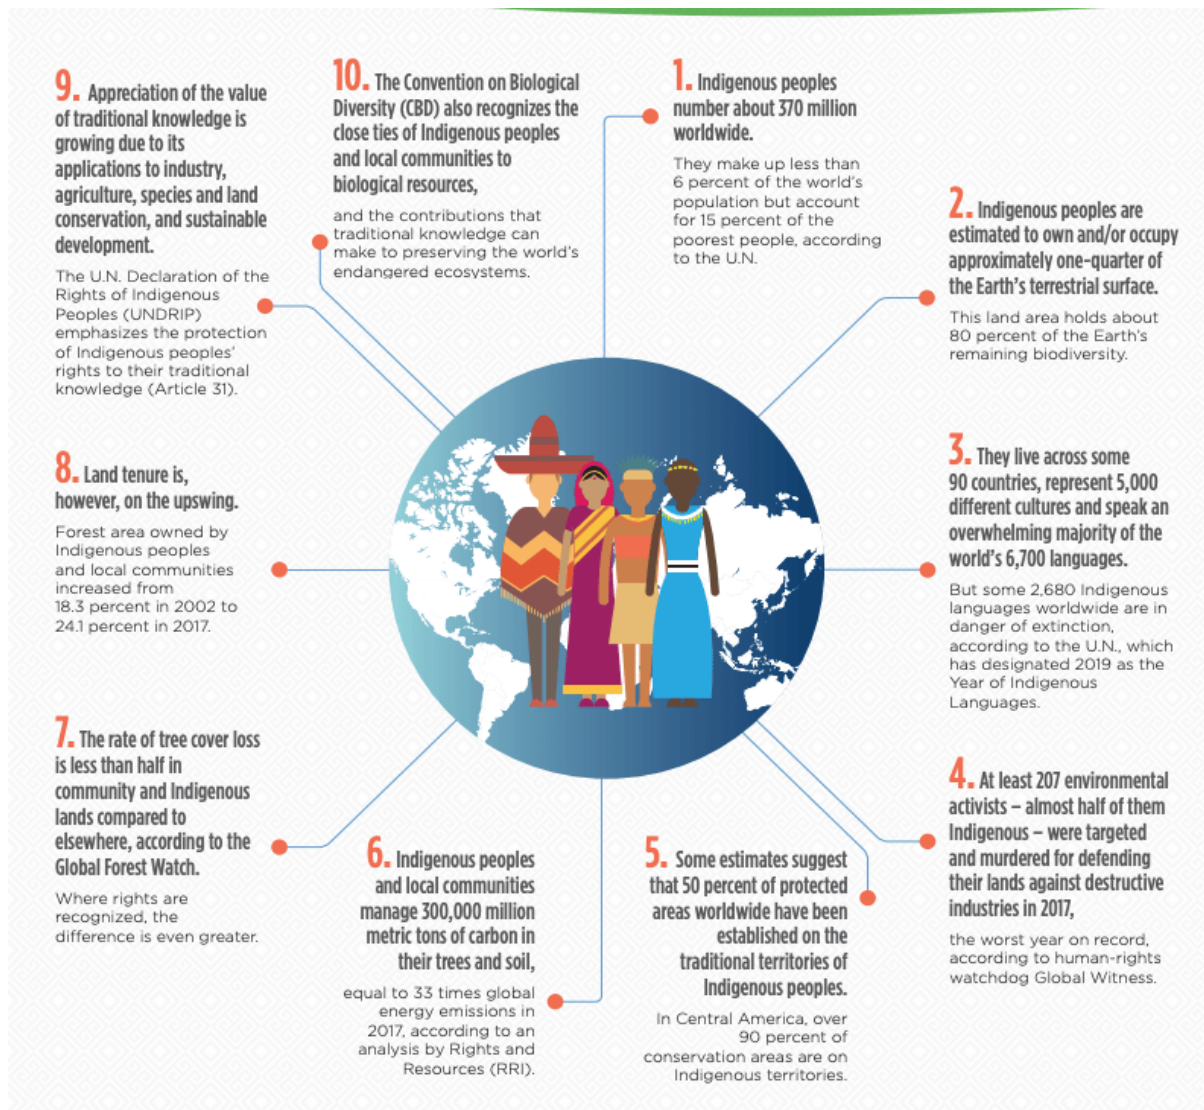 1. Indigenous peoples
number about 370 million
worldwide.
They make up less than
6 percent of the world's
population but account
for 15 percent of the
poorest people, according
to the U.N.
2. Indigenous peoples are
estimated to own and/or occupy
approximately one-quarter of
the Earth's terrestrial surface.
This land area holds about
80 percent of the Earth's
remaining biodiversity.
3. They live across some
90 countries, represent 5,000
different cultures and speak an
overwhelming majority of the
world's 6,700 languages.
But some 2,680 Indigenous
languages worldwide are in
danger of extinction,
according to the U.N., which
has designated 2019 as the
Year of Indigenous
Languages.
4. At least 207 environmental
activists – almost half of them
Indigenous – were targeted
and murdered for defending
their lands against destructive
industries in 2017,
the worst year on record,
according to human-rights
watchdog Global Witness.
5. Some estimates suggest
that 50 percent of protected
areas worldwide have been
established on the
traditional territories of
Indigenous peoples.
In Central America, over
90 percent of
conservation areas are on
Indigenous territories.
6. Indigenous peoples
and local communities
manage 300,000 million
metric tons of carbon in
their trees and soil,
equal to 33 times global
energy emissions in
2017, according to an
analysis by Rights and
Resources (RRI).
7. The rate of tree cover loss
is less than half in
community and Indigenous
lands compared to
elsewhere, according to the
Global Forest Watch.
Where rights are
recognized, the
difference is even greater.
8. Land tenure is,
however, on the upswing.
Forest area owned by
Indigenous peoples
and local communities
increased from
18.3 percent in 2002 to
24.1 percent in 2017.
9. Appreciation of the value
of traditional knowledge is
growing due to its
applications to industry,
agriculture, species and land
conservation, and sustainable
development.
The U.N. Declaration of the
Rights of Indigenous
Peoples (UNDRIP)
emphasizes the protection
of Indigenous peoples'
rights to their traditional
knowledge (Article 31).
10. The Convention on Biological
Diversity (CBD) also recognizes the
close ties of Indigenous peoples
and local communities to
biological resources,
and the contributions that
traditional knowledge can
make to preserving the world's
endangered ecosystems.